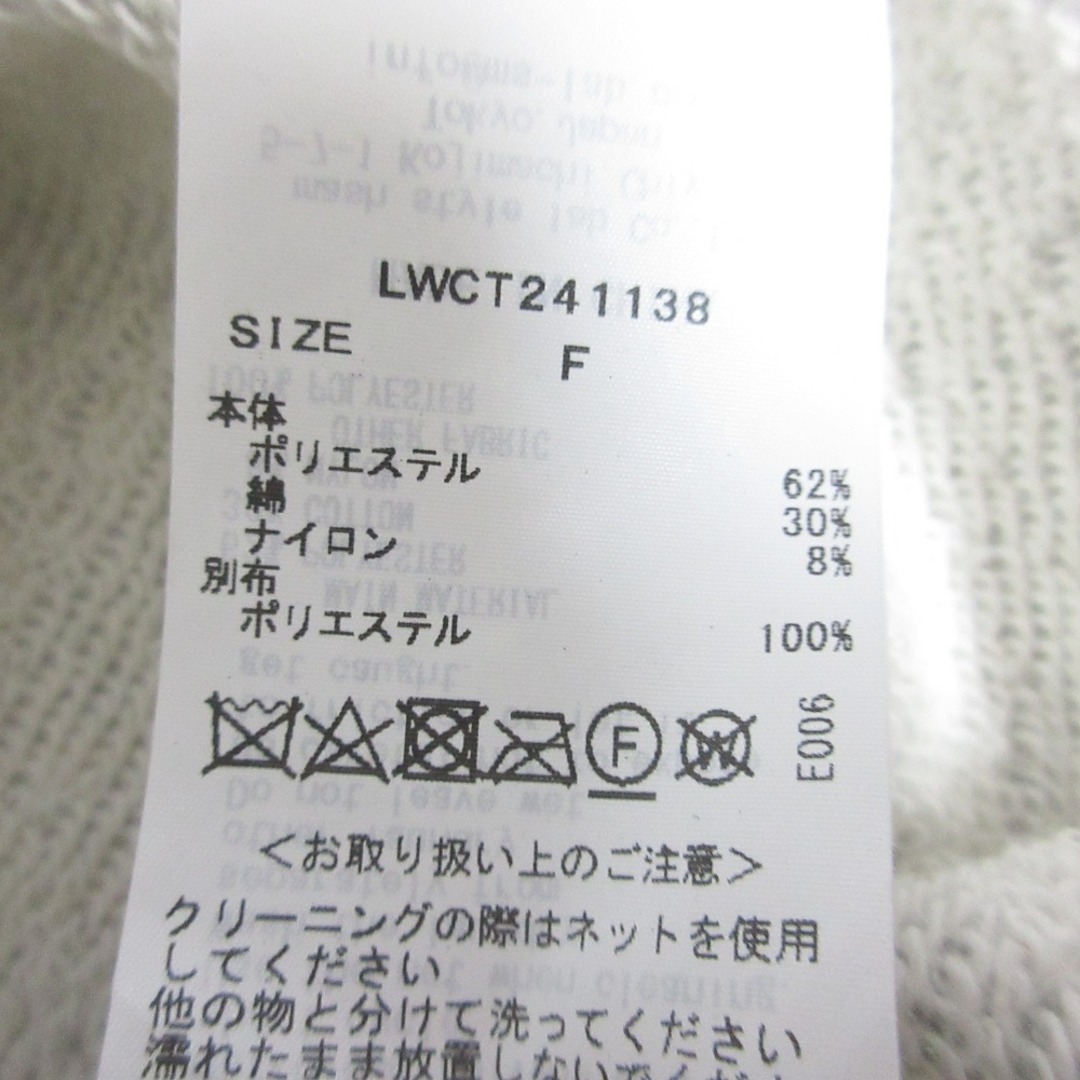 LWCT241138
SIZE F
本体
ポリエステル 62%
綿 30%
ナイロン 8%
別布
ポリエステル 100%
F W E006
<お取り扱い上のご注意>
クリーニングの際はネットを使用
してください
他の物と分けて洗ってください
濡れたまま放置しないでください